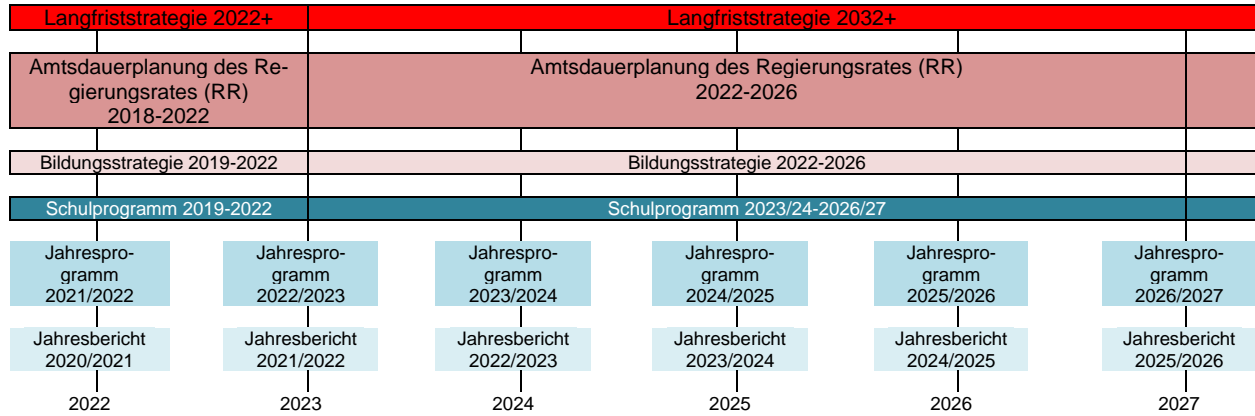 Langfriststrategie 2022+
Langfriststrategie 2032+
Amtsdauerplanung des Re-
gierungsrates (RR)
2018-2022
Amtsdauerplanung des Regierungsrates (RR)
2022-2026
Bildungsstrategie 2019-2022
Bildungsstrategie 2022-2026
Schulprogramm 2019-2022
Schulprogramm 2023/24-2026/27
Jahrespro-
gramm
2021/2022
Jahrespro-
gramm
2022/2023
Jahrespro-
gramm
2023/2024
Jahrespro-
gramm
2024/2025
Jahrespro-
gramm
2025/2026
Jahrespro-
gramm
2026/2027
Jahresbericht
2020/2021
Jahresbericht
2021/2022
Jahresbericht
2022/2023
Jahresbericht
2023/2024
Jahresbericht
2024/2025
Jahresbericht
2025/2026
2022
2023
2024
2025
2026
2027